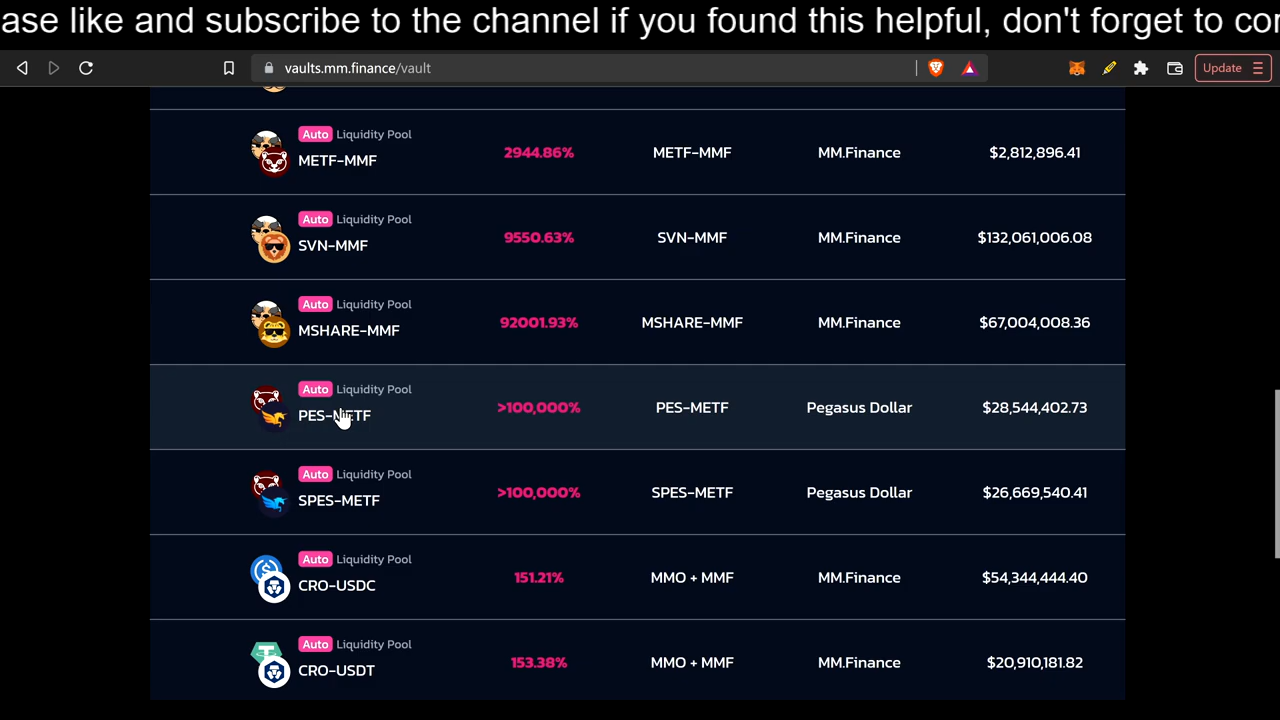 ase like and subscribe to the channel if you found this helpful, don't forget to cor
vaults.mm.finance/vault
Update
Auto Liquidity Pool
METF-MMF 2944.86% METF-MMF MM.Finance $2,812,896.41
Auto Liquidity Pool
SVN-MMF 9550.63% SVN-MMF MM.Finance $132,061,006.08
Auto Liquidity Pool
MSHARE-MMF 92001.93% MSHARE-MMF MM.Finance $67,004,008.36
Auto Liquidity Pool
PES-METF >100,000% PES-METF Pegasus Dollar $28,544,402.73
Auto Liquidity Pool
SPES-METF >100,000% SPES-METF Pegasus Dollar $26,669,540.41
Auto Liquidity Pool
CRO-USDC 151.21% MMO + MMF MM.Finance $54,344,444.40
Auto Liquidity Pool
CRO-USDT 153.38% MMO + MMF MM.Finance $20,910,181.82